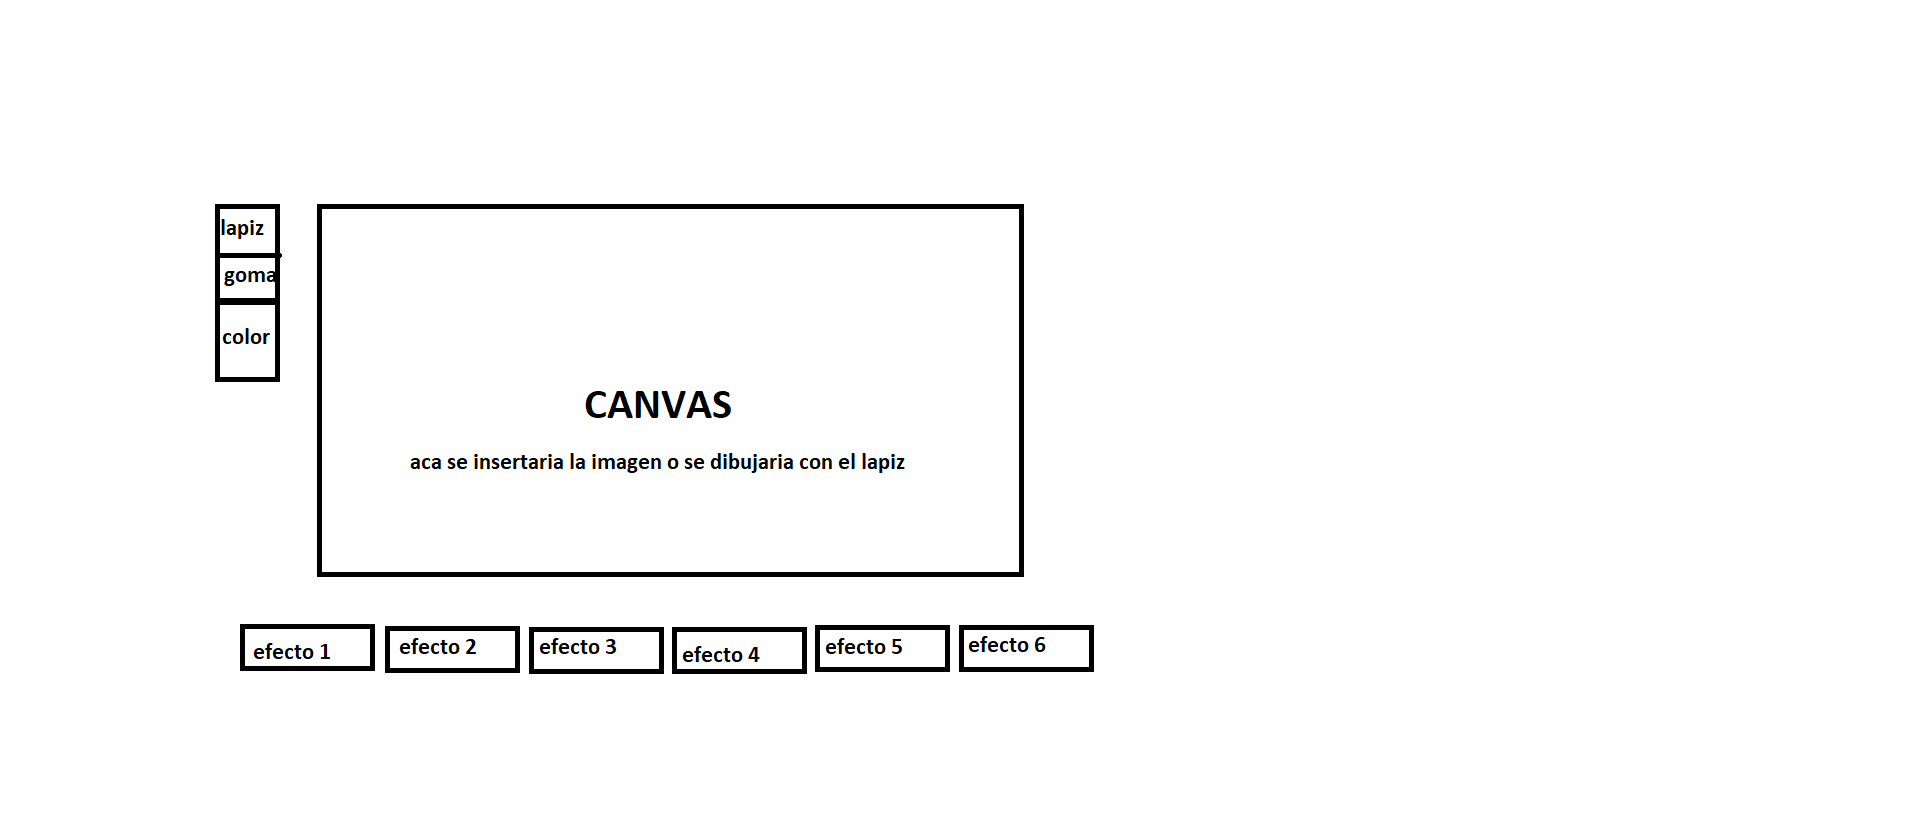 lapiz
goma
color
CANVAS
aca se insertaria la imagen o se dibujaria con el lapiz
efecto 1
efecto 2
efecto 3
efecto 4
efecto 5
efecto 6